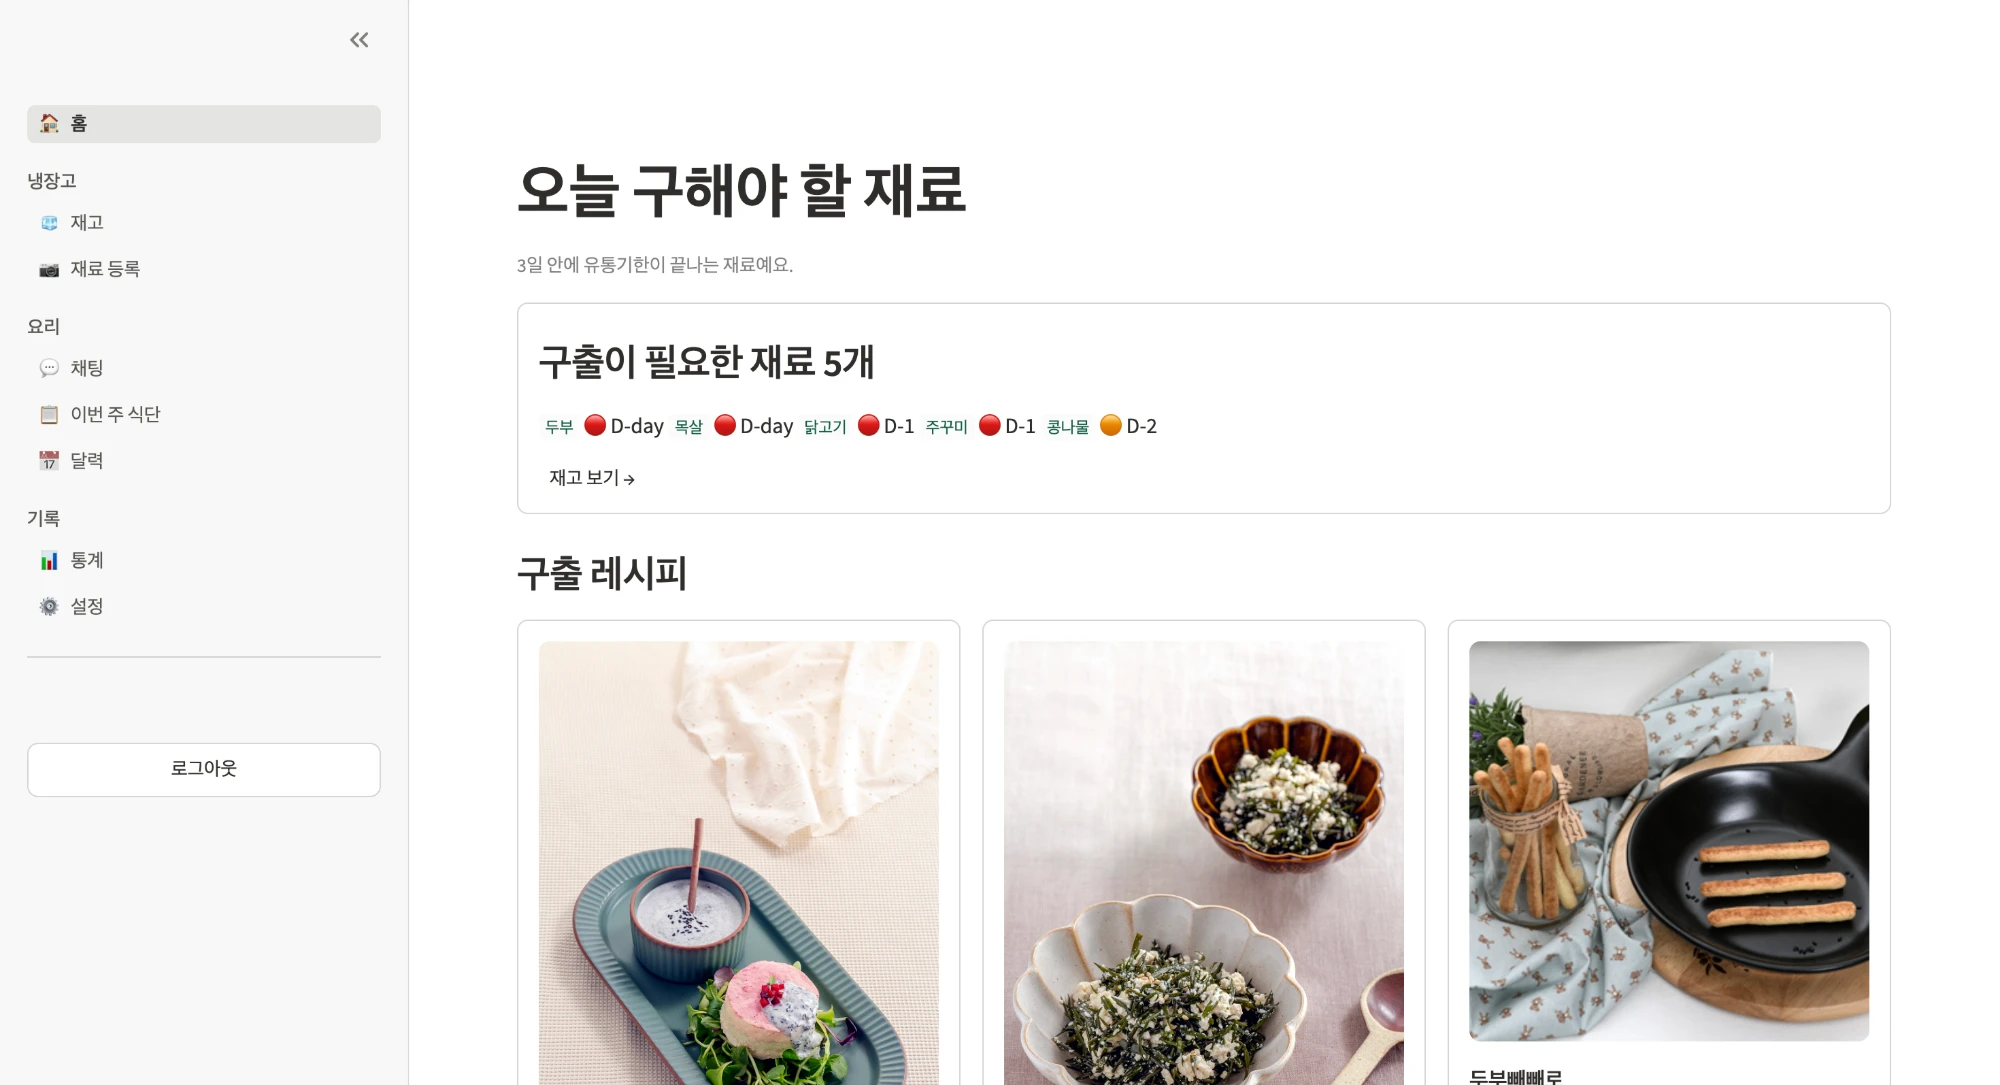 홈
냉장고
재고
재료 등록
요리
채팅
이번 주 식단
달력
기록
통계
설정
로그아웃
오늘 구해야 할 재료
3일 안에 유통기한이 끝나는 재료예요.
구출이 필요한 재료 5개
두부 D-day 목살 D-day 닭고기 D-1 주꾸미 D-1 콩나물 D-2
재고 보기 →
구출 레시피
두부빼빼로